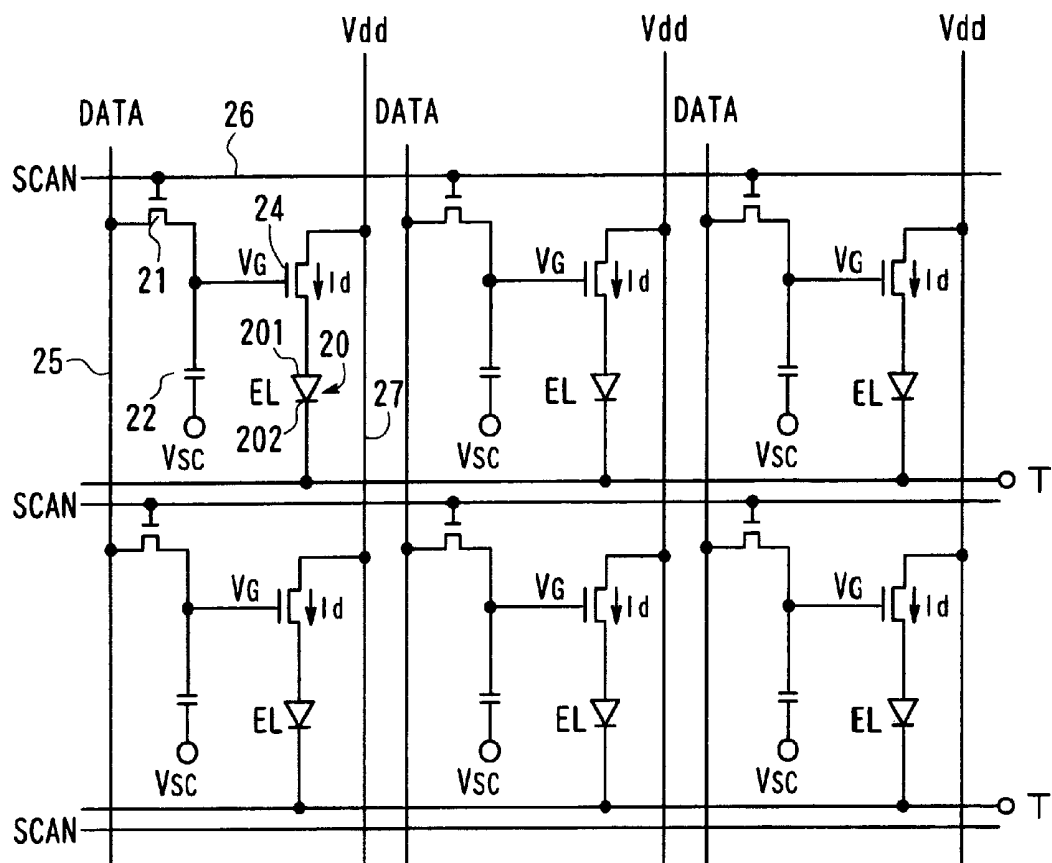 Vdd Vdd Vdd
DATA 26 DATA DATA
SCAN
24
21 VG Id VG Id VG Id
25 201 20
22 EL 27 EL EL
202
VSC VSC VSC
T
SCAN
VG Id VG Id VG Id
EL EL EL
VSC VSC VSC
T
SCAN